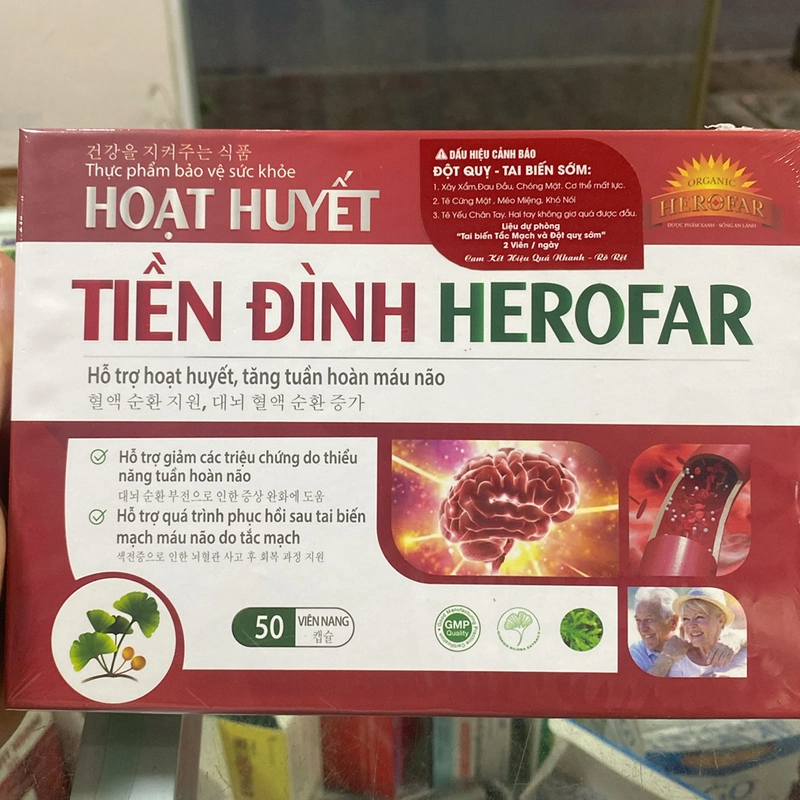 건강을 지켜주는 식품
Thực phẩm bảo vệ sức khỏe
HOẠT HUYẾT
DẤU HIỆU CẢNH BÁO
ĐỘT QUỴ - TAI BIẾN SỚM:
1. Xây Xẩm,Đau Đầu, Chóng Mặt. Cơ thể mất lực.
2. Tê Cứng Mặt , Méo Miệng, Khó Nói
3. Tê Yếu Chân Tay, Hai tay không giơ quá được đầu.
Liệu dự phòng
"Tai biến Tắc Mạch và Đột quỵ sớm"
2 Viên / ngày
Cam Kết Hiệu Quả Nhanh - Rõ Rệt
ORGANIC
HEROFAR
DƯỢC PHẨM XANH - SỐNG AN LÀNH
TIỀN ĐÌNH HEROFAR
Hỗ trợ hoạt huyết, tăng tuần hoàn máu não
혈액 순환 지원, 대뇌 혈액 순환 증가
Hỗ trợ giảm các triệu chứng do thiểu
năng tuần hoàn não
대뇌 순환 부전으로 인한 증상 완화에 도움
Hỗ trợ quá trình phục hồi sau tai biến
mạch máu não do tắc mạch
색전증으로 인한 뇌혈관 사고 후 회복 과정 지원
50 VIÊN NANG
캡슐
GMP
Quality